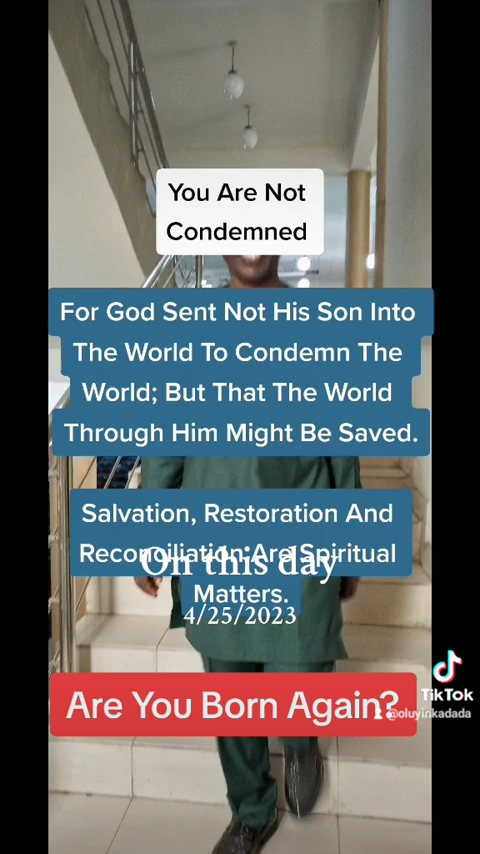 You Are Not
Condemned
For God Sent Not His Son Into
The World To Condemn The
World; But That The World
Through Him Might Be Saved.
Salvation, Restoration And
Reconciliation Are Spiritual
Matters.
On this day
4/25/2023
Are You Born Again?
TikTok
@oluyinkadada